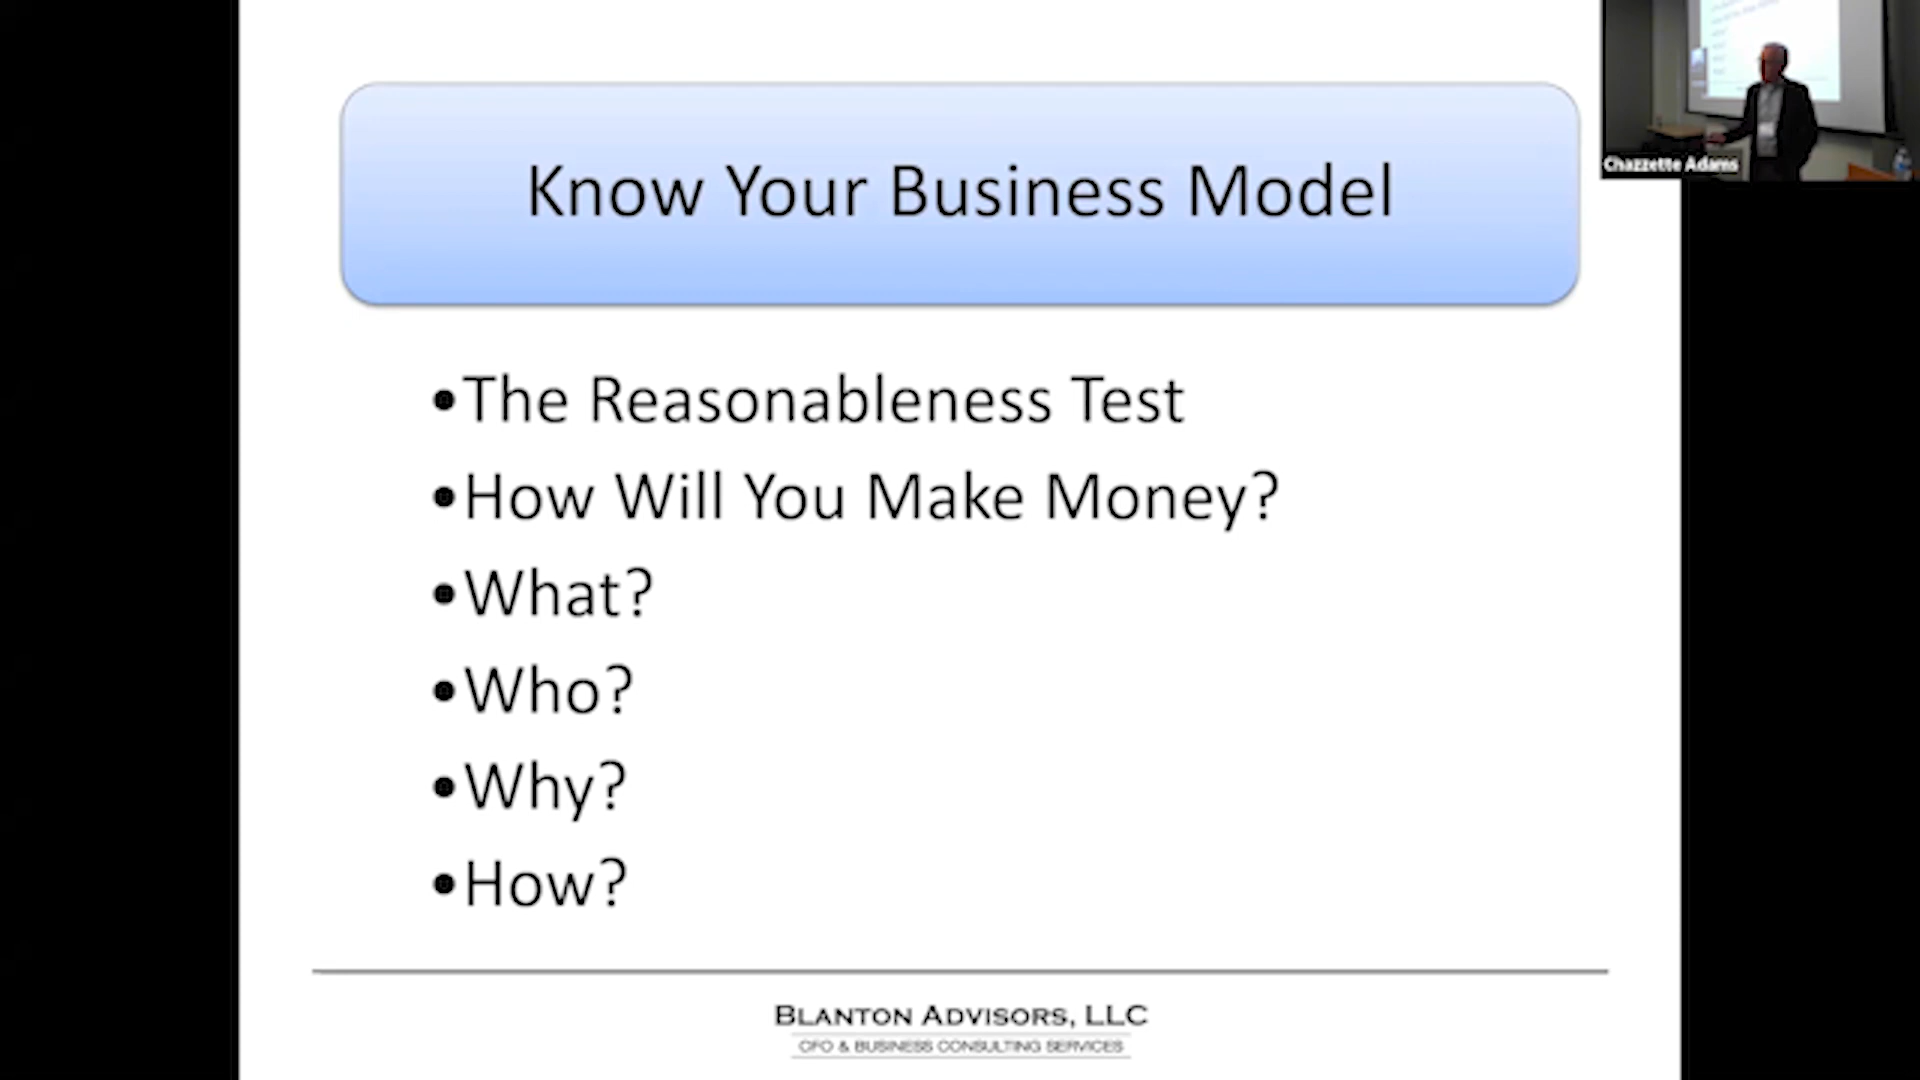 Know Your Business Model
•The Reasonableness Test
•How Will You Make Money?
•What?
•Who?
•Why?
•How?
BLANTON ADVISORS, LLC
CFO & BUSINESS CONSULTING SERVICES
Chazzette Adams